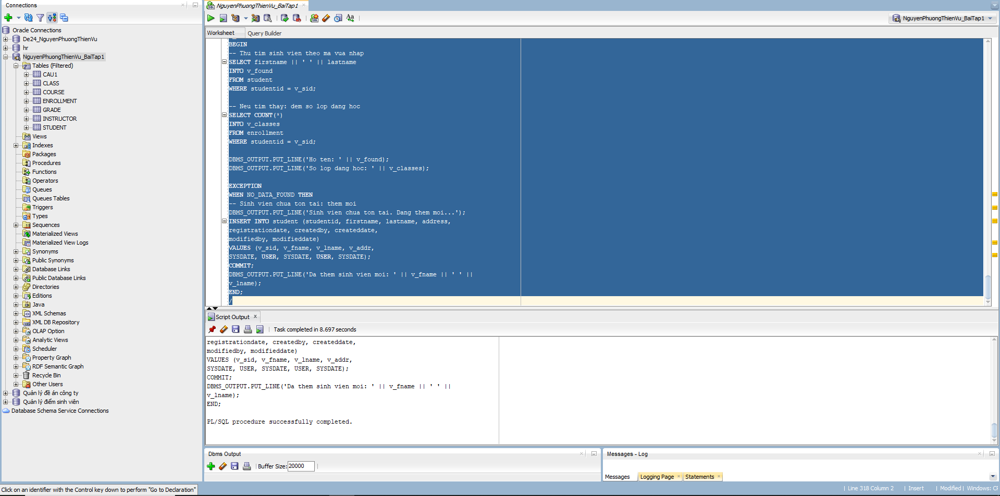 Connections
Oracle Connections
De24_NguyenPhuongThienVu
hr
NguyenPhuongThienVu_BaiTap1
Tables (Filtered)
CAU1
CLASS
COURSE
ENROLLMENT
GRADE
INSTRUCTOR
STUDENT
Views
Indexes
Packages
Procedures
Functions
Operators
Queues
Queues Tables
Triggers
Types
Sequences
Materialized Views
Materialized View Logs
Synonyms
Public Synonyms
Database Links
Public Database Links
Directories
Editions
Java
XML Schemas
XML DB Repository
OLAP Option
Analytic Views
Scheduler
Property Graph
RDF Semantic Graph
Recycle Bin
Other Users
Quản lý đề án công ty
Quản lý điểm sinh viên
Database Schema Service Connections
NguyenPhuongThienVu_BaiTap1
NguyenPhuongThienVu_BaiTap1
Worksheet Query Builder
BEGIN
-- Thu tim sinh vien theo ma vua nhap
SELECT firstname || ' ' || lastname
INTO v_found
FROM student
WHERE studentid = v_sid;
-- Neu tim thay: dem so lop dang hoc
SELECT COUNT(*)
INTO v_classes
FROM enrollment
WHERE studentid = v_sid;
DBMS_OUTPUT.PUT_LINE('Ho ten: ' || v_found);
DBMS_OUTPUT.PUT_LINE('So lop dang hoc: ' || v_classes);
EXCEPTION
WHEN NO_DATA_FOUND THEN
-- Sinh vien chua ton tai: them moi
DBMS_OUTPUT.PUT_LINE('Sinh vien chua ton tai. Dang them moi...');
INSERT INTO student (studentid, firstname, lastname, address,
registrationdate, createdby, createddate,
modifiedby, modifieddate)
VALUES (v_sid, v_fname, v_lname, v_addr,
SYSDATE, USER, SYSDATE, USER, SYSDATE);
COMMIT;
DBMS_OUTPUT.PUT_LINE('Da them sinh vien moi: ' || v_fname || ' ' ||
v_lname);
END;
/
Script Output
Task completed in 8.697 seconds
registrationdate, createdby, createddate,
modifiedby, modifieddate)
VALUES (v_sid, v_fname, v_lname, v_addr,
SYSDATE, USER, SYSDATE, USER, SYSDATE);
COMMIT;
DBMS_OUTPUT.PUT_LINE('Da them sinh vien moi: ' || v_fname || ' ' ||
v_lname);
END;
PL/SQL procedure successfully completed.
Dbms Output
Buffer Size: 20000
Messages - Log
Messages Logging Page Statements
Click on an identifier with the Control key down to perform "Go to Declaration"
Line 318 Column 2 | Insert | Modified | Windows: